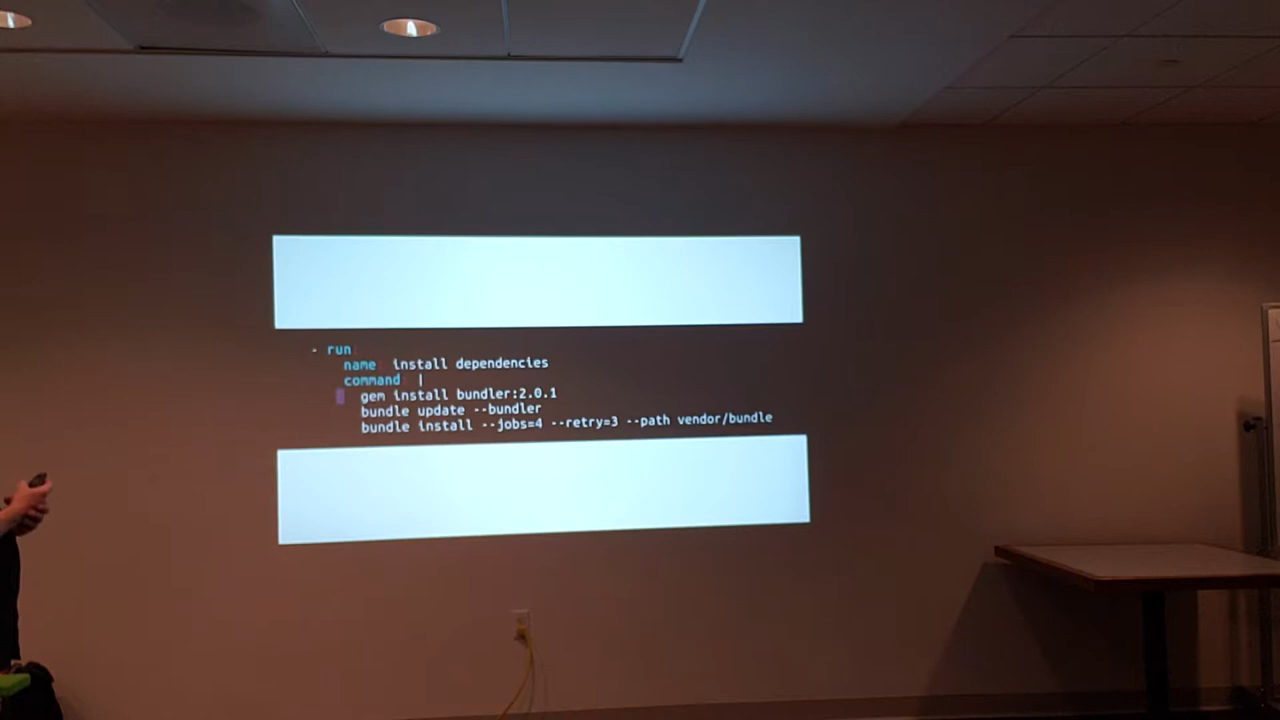 - run:
name: install dependencies
command: |
gem install bundler:2.0.1
bundle update --bundler
bundle install --jobs=4 --retry=3 --path vendor/bundle